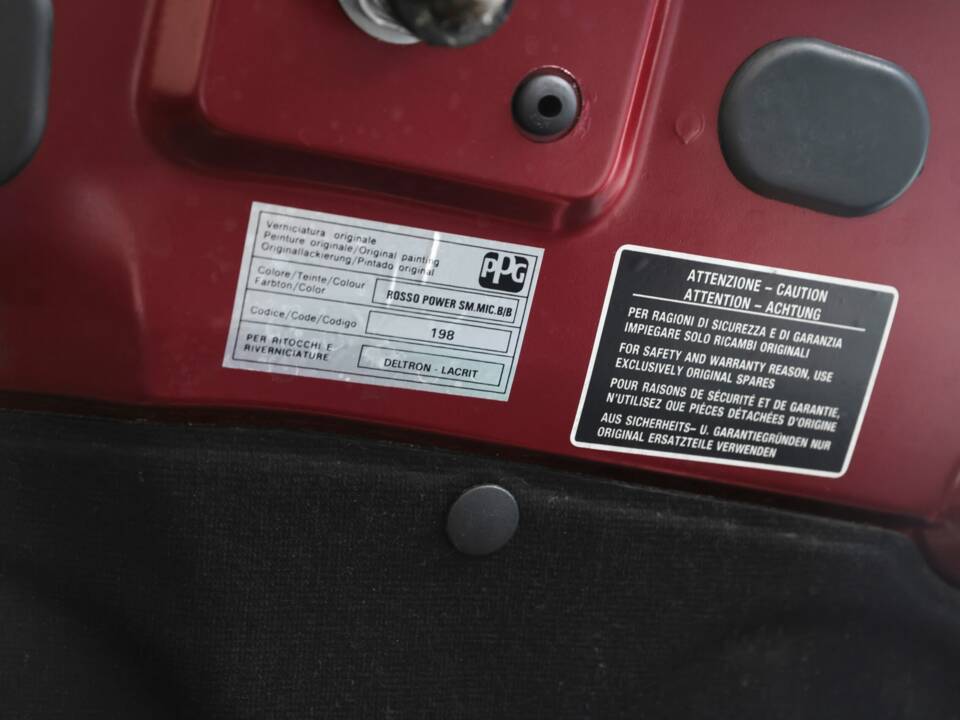 Verniciatura originale
Peinture originale/Original painting
Originallackierung/Pintado original
PPG
Colore/Teinte/Colour
Farbton/Color
ROSSO POWER SM.MIC.B/B
Codice/Code/Codigo
198
PER RITOCCHI E
RIVERNICIATURE
DELTRON - LACRIT
ATTENZIONE – CAUTION
ATTENTION – ACHTUNG
PER RAGIONI DI SICUREZZA E DI GARANZIA
IMPIEGARE SOLO RICAMBI ORIGINALI
FOR SAFETY AND WARRANTY REASON, USE
EXCLUSIVELY ORIGINAL SPARES
POUR RAISONS DE SÉCURITÉ ET DE GARANTIE,
N'UTILISEZ QUE PIÈCES DÉTACHÉES D'ORIGINE
AUS SICHERHEITS– U. GARANTIEGRÜNDEN NUR
ORIGINAL ERSATZTEILE VERWENDEN